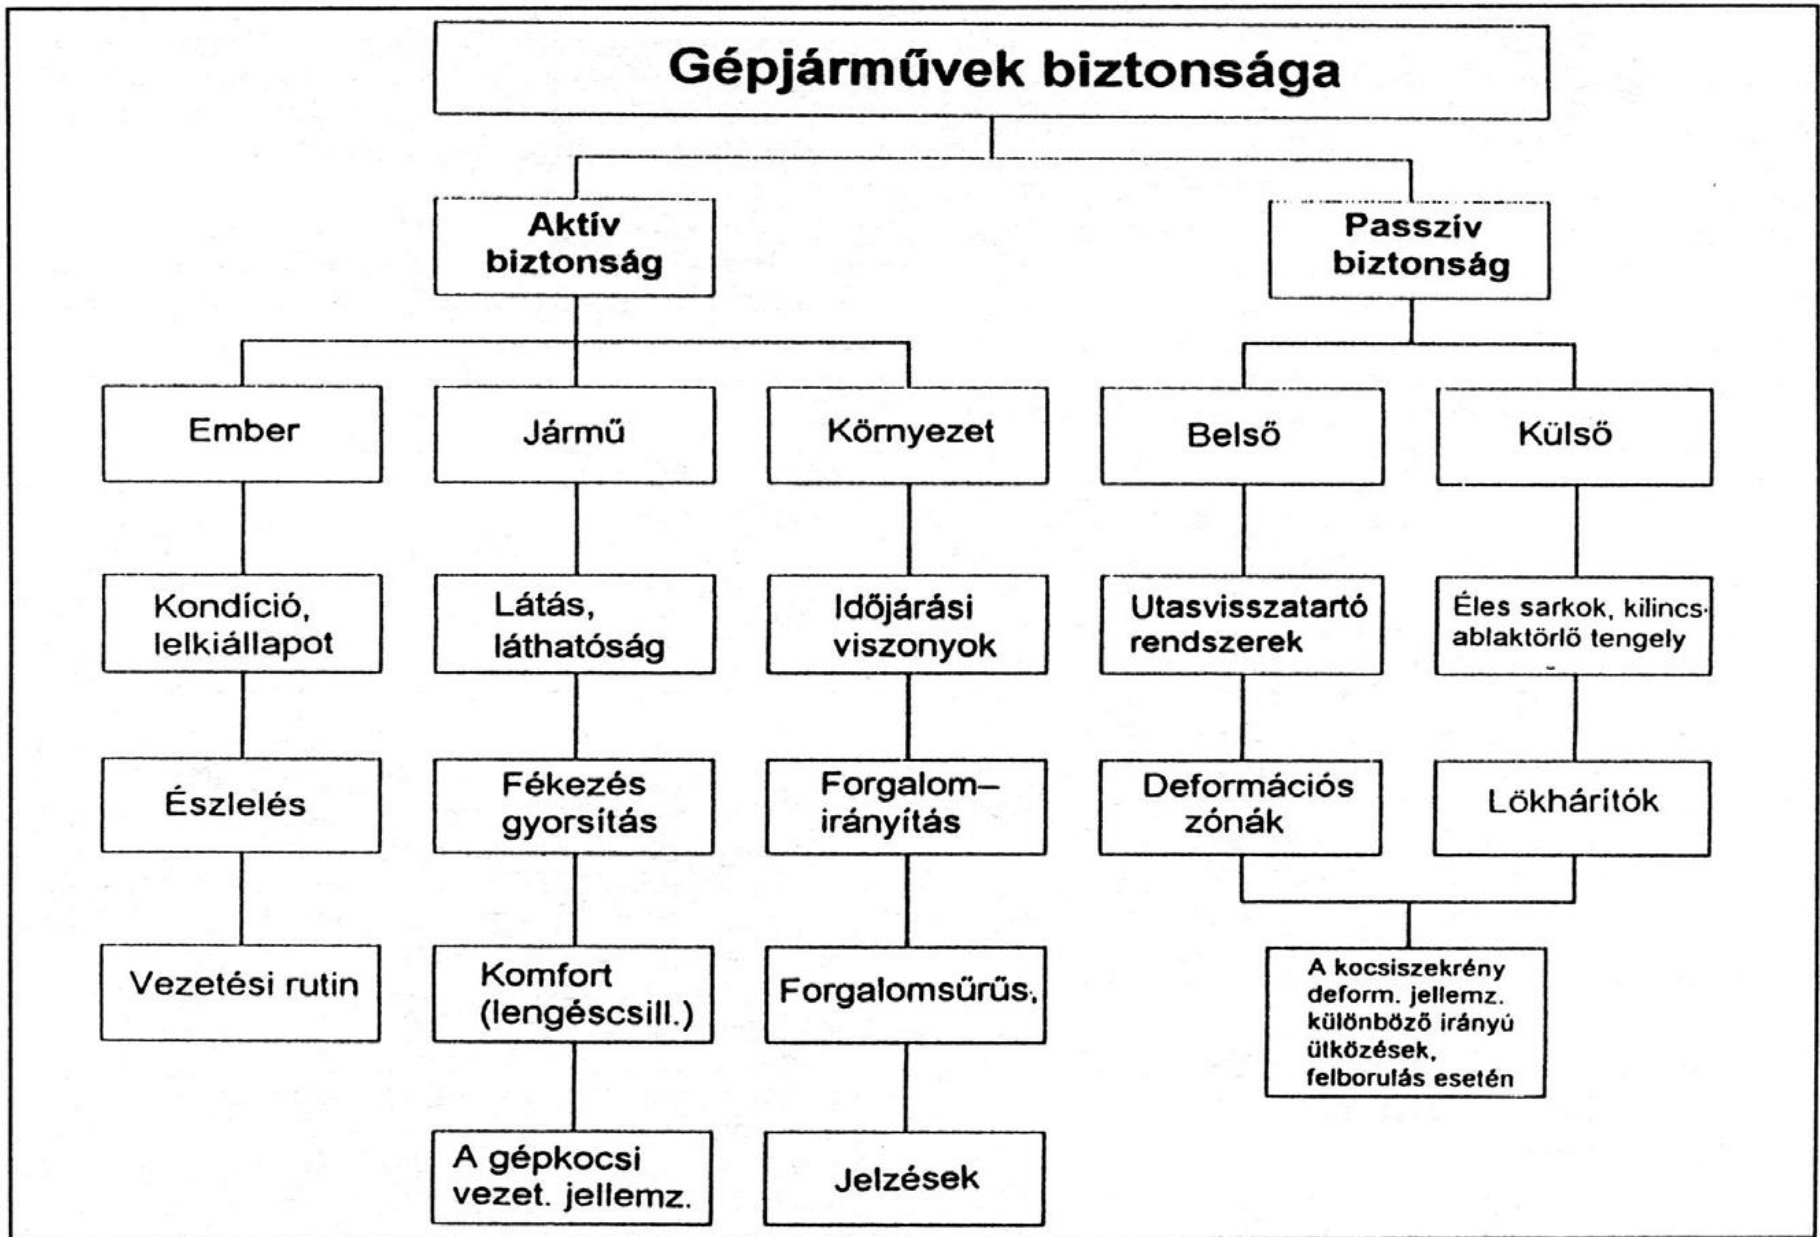 Gépjárművek biztonsága
Aktív
biztonság
Passzív
biztonság
Ember
Jármű
Környezet
Belső
Külső
Kondíció,
lelkiállapot
Látás,
láthatóság
Időjárási
viszonyok
Utasvisszatartó
rendszerek
Éles sarkok, kilincs-
ablaktörlő tengely
Észlelés
Fékezés
gyorsítás
Forgalom–
irányítás
Deformációs
zónák
Lökhárítók
Vezetési rutin
Komfort
(lengéscsill.)
Forgalomsűrűs.
A kocsiszekrény
deform. jellemz.
különböző irányú
ütközések,
felborulás esetén
A gépkocsi
vezet. jellemz.
Jelzések